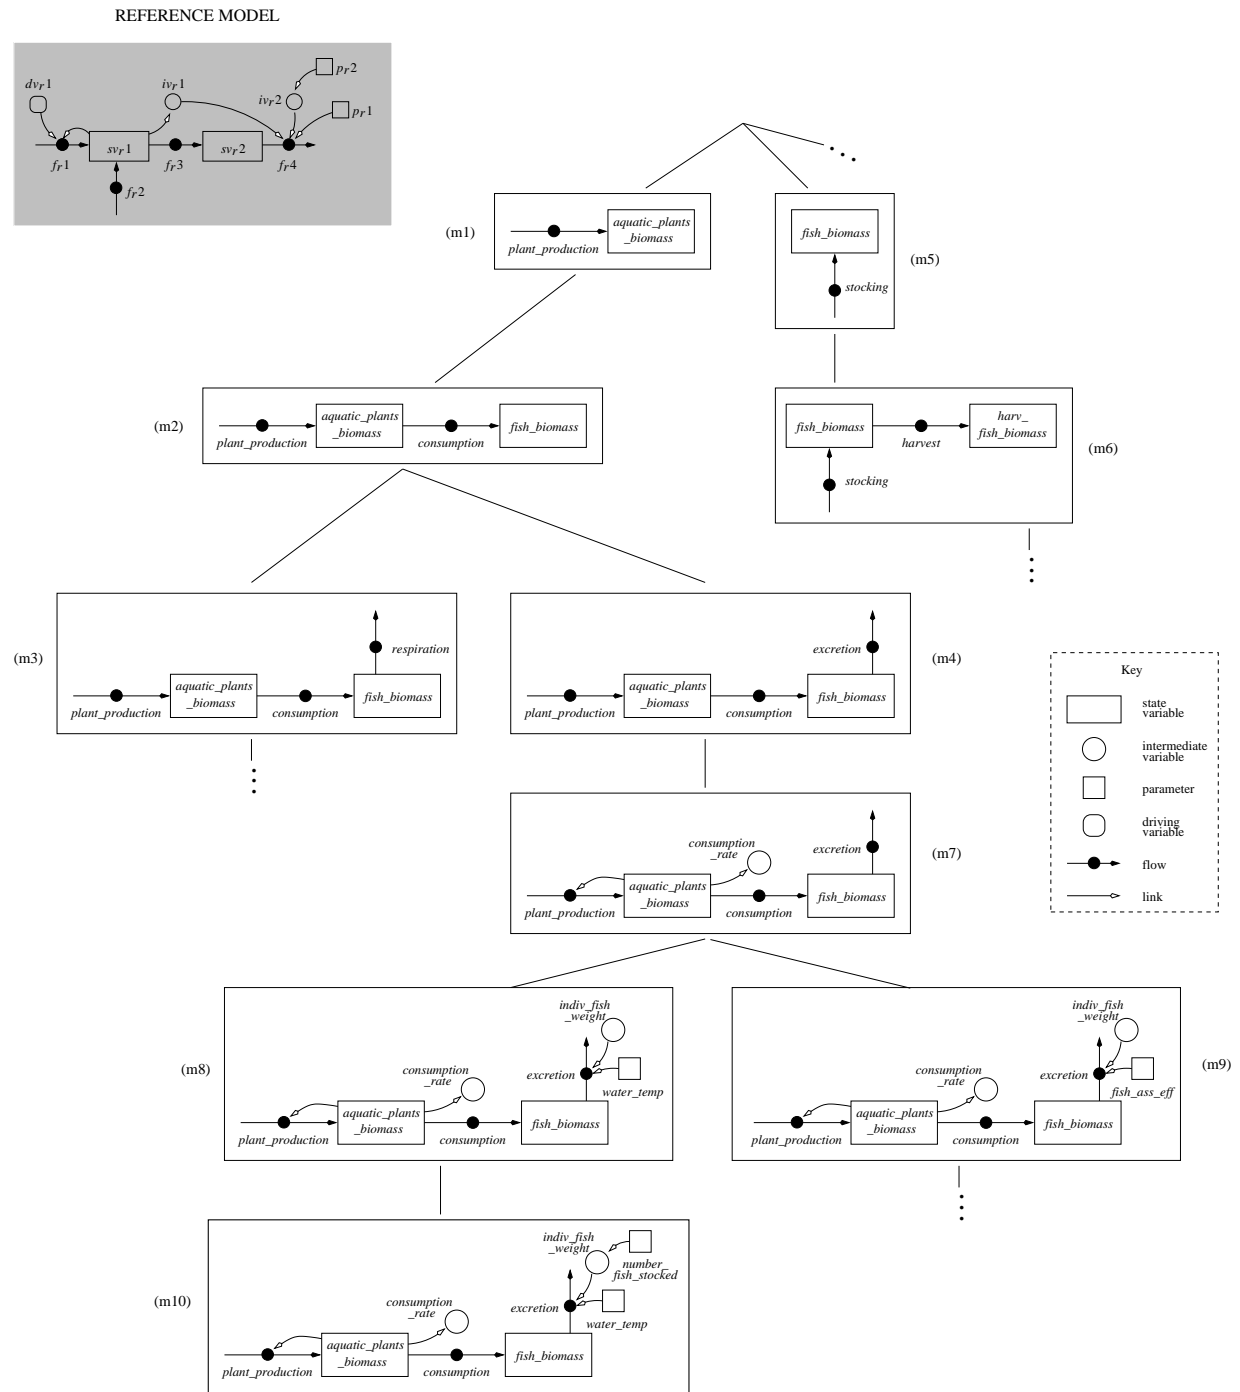 REFERENCE MODEL
dvr1
ivr1
pr2
ivr2
pr1
svr1
svr2
fr1
fr3
fr4
fr2
(m1)
aquatic_plants
_biomass
plant_production
fish_biomass
stocking
(m5)
(m2)
aquatic_plants
_biomass
plant_production
consumption
fish_biomass
fish_biomass
harvest
harv_
fish_biomass
stocking
(m6)
(m3)
respiration
aquatic_plants
_biomass
plant_production
consumption
fish_biomass
excretion
(m4)
aquatic_plants
_biomass
plant_production
consumption
fish_biomass
Key
state
variable
intermediate
variable
parameter
driving
variable
flow
link
consumption
_rate
excretion
(m7)
aquatic_plants
_biomass
plant_production
consumption
fish_biomass
(m8)
indiv_fish
_weight
consumption
_rate
excretion
water_temp
aquatic_plants
_biomass
plant_production
consumption
fish_biomass
indiv_fish
_weight
(m9)
consumption
_rate
excretion
fish_ass_eff
aquatic_plants
_biomass
plant_production
consumption
fish_biomass
(m10)
indiv_fish
_weight
number_
fish_stocked
consumption
_rate
excretion
water_temp
aquatic_plants
_biomass
plant_production
consumption
fish_biomass